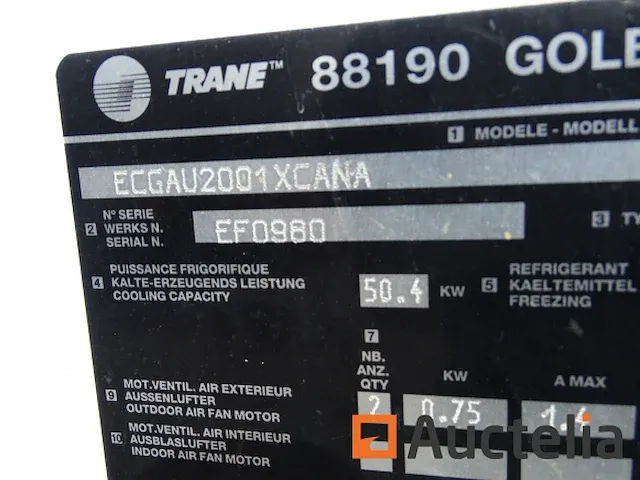 TRANE™ 88190 GOLB
1 MODELE - MODELL
ECGAU2001XCANA
2 N° SERIE
WERKS N.
SERIAL N.
EF0980
3 TY
4 PUISSANCE FRIGORIFIQUE
KALTE-ERZEUGENDS LEISTUNG
COOLING CAPACITY
50.4 KW
5 REFRIGERANT
KAELTEMITTEL
FREEZING
7
NB.
ANZ.
QTY
KW
A MAX
9 MOT.VENTIL. AIR EXTERIEUR
AUSSENLUFTER
OUTDOOR AIR FAN MOTOR
2 0.75 1.4
10 MOT.VENTIL. AIR INTERIEUR
AUSBLASLUFTER
INDOOR AIR FAN MOTOR
Auctelia